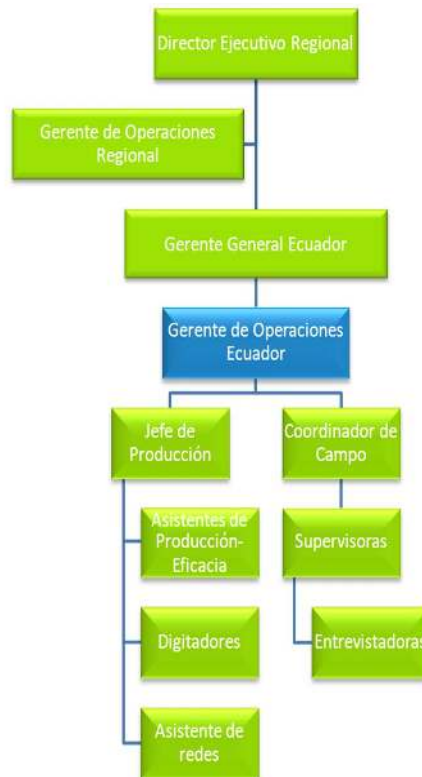 Director Ejecutivo Regional
Gerente de Operaciones
Regional
Gerente General Ecuador
Gerente de Operaciones
Ecuador
Jefe de
Producción
Coordinador de
Campo
Asistentes de
Producción-
Eficacia
Supervisoras
Digitadores
Entrevistadoras
Asistente de
redes